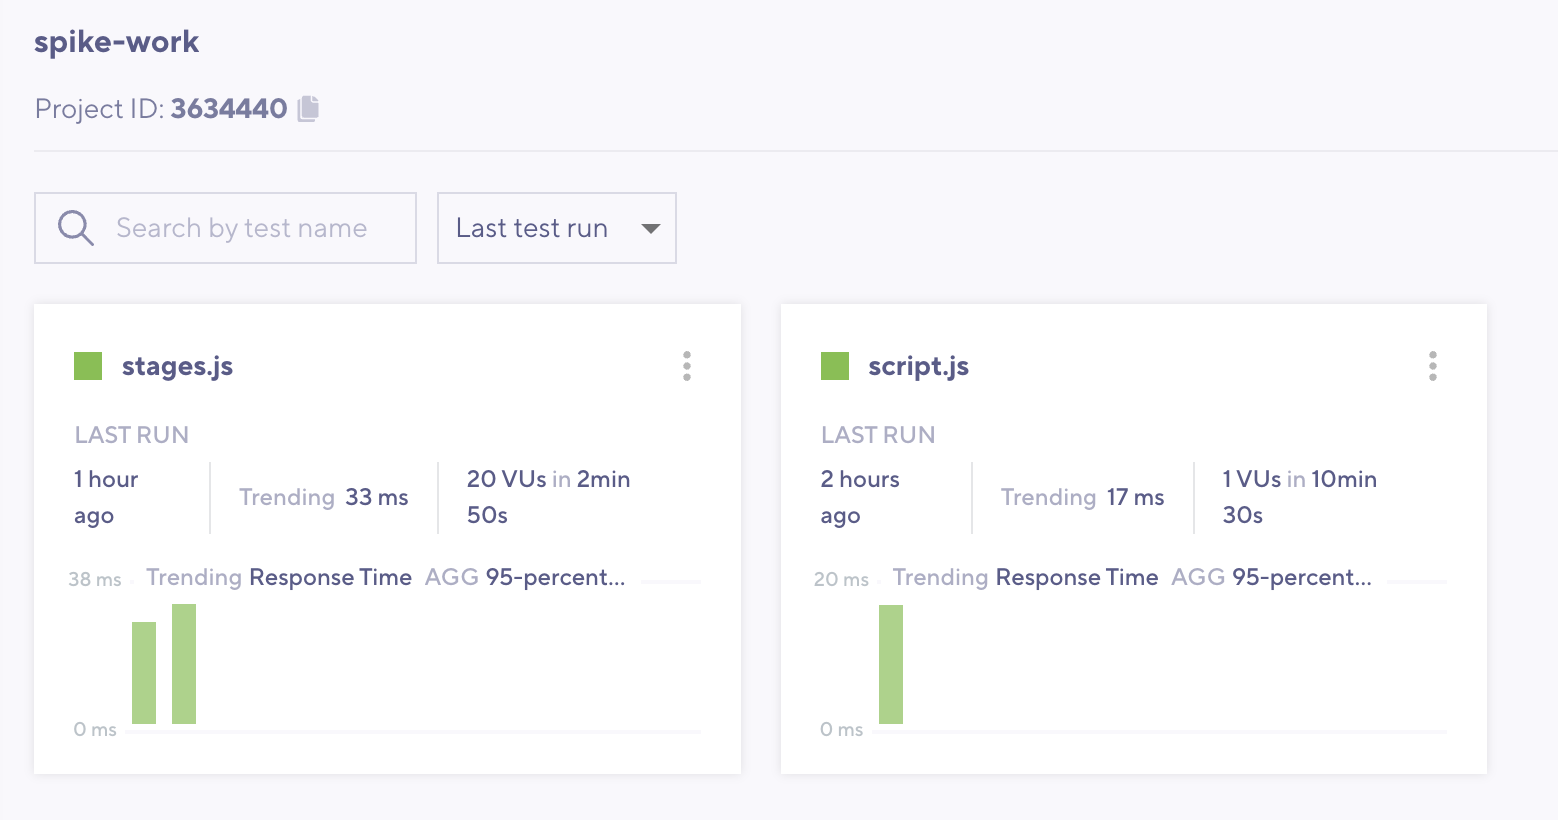 spike-work
Project ID: 3634440
Search by test name
Last test run
stages.js
LAST RUN
1 hour
ago
Trending 33 ms
20 VUs in 2min
50s
38 ms
Trending Response Time AGG 95-percent...
0 ms
script.js
LAST RUN
2 hours
ago
Trending 17 ms
1 VUs in 10min
30s
20 ms
Trending Response Time AGG 95-percent...
0 ms